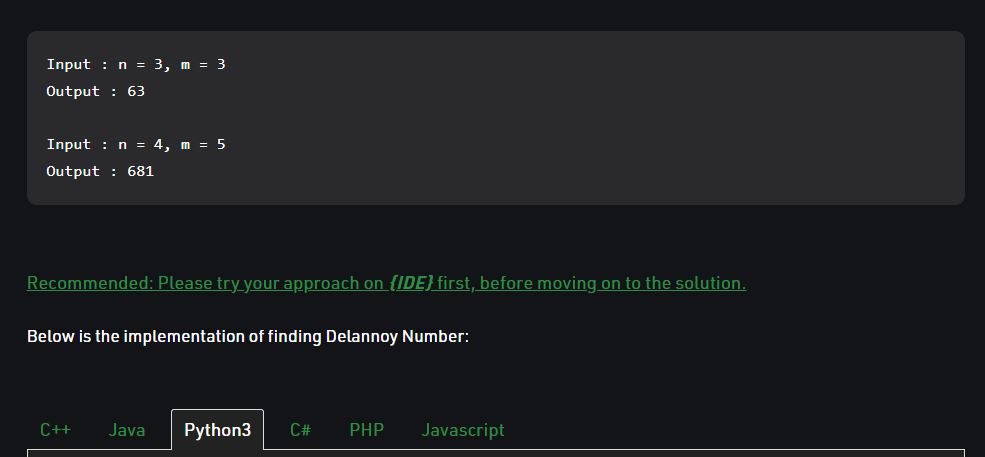 Input : n = 3, m = 3
Output : 63
Input : n = 4, m = 5
Output : 681
Recommended: Please try your approach on {IDE} first, before moving on to the solution.
Below is the implementation of finding Delannoy Number:
C++ Java Python3 C# PHP Javascript